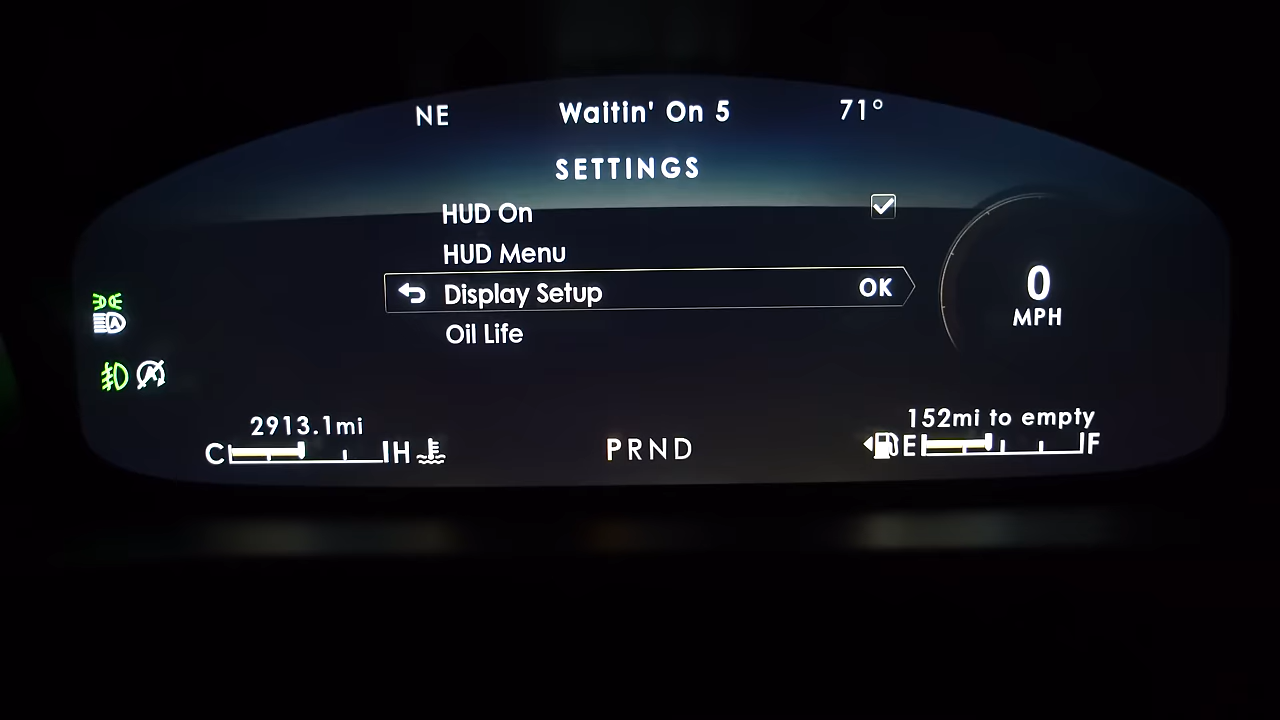 NE Waitin' On 5 71°
SETTINGS
HUD On
HUD Menu
Display Setup OK
Oil Life
0
MPH
2913.1mi
152mi to empty
C H
PRND
E F